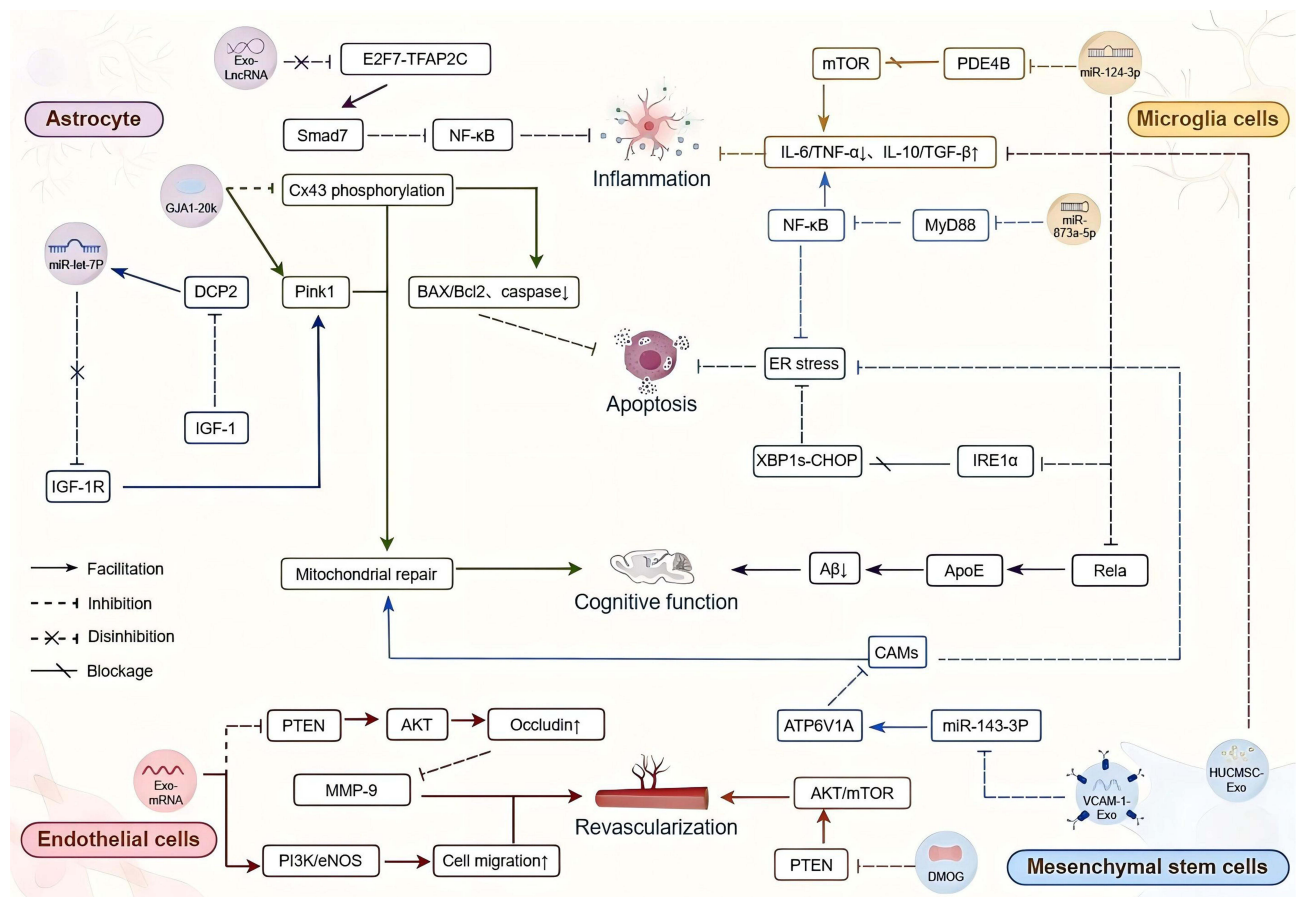 Exo-
LncRNA
E2F7-TFAP2C
mTOR
PDE4B
miR-124-3p
Astrocyte
Microglia cells
Smad7
NF-κB
IL-6/TNF-α↓、IL-10/TGF-β↑
Inflammation
Cx43 phosphorylation
GJA1-20k
NF-κB
MyD88
miR-
873a-5p
miR-let-7P
DCP2
Pink1
BAX/Bcl2、caspase↓
ER stress
Apoptosis
IGF-1
XBP1s-CHOP
IRE1α
IGF-1R
Facilitation
Inhibition
Disinhibition
Blockage
Mitochondrial repair
Cognitive function
Aβ↓
ApoE
Rela
CAMs
PTEN
AKT
Occludin↑
ATP6V1A
miR-143-3P
Exo-
mRNA
MMP-9
Revascularization
AKT/mTOR
VCAM-1-
Exo
HUCMSC-
Exo
Endothelial cells
PI3K/eNOS
Cell migration↑
PTEN
DMOG
Mesenchymal stem cells